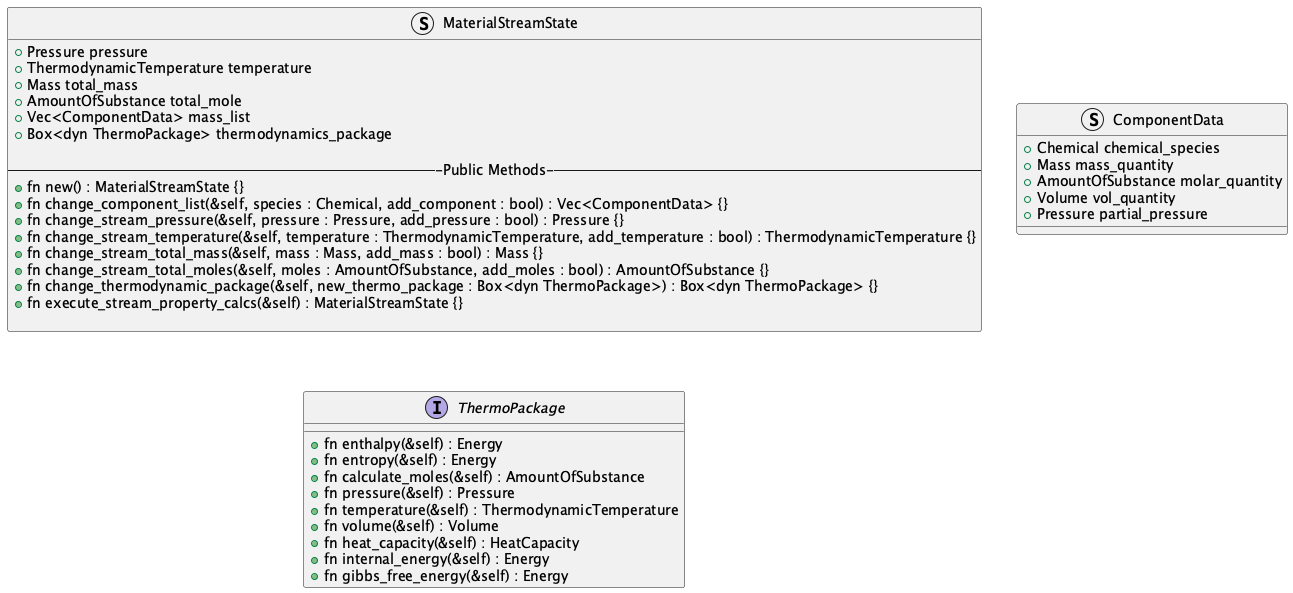 S MaterialStreamState
Pressure pressure
ThermodynamicTemperature temperature
Mass total_mass
AmountOfSubstance total_mole
Vec<ComponentData> mass_list
Box<dyn ThermoPackage> thermodynamics_package
-Public Methods-
fn new() : MaterialStreamState {}
fn change_component_list(&self, species : Chemical, add_component : bool) : Vec<ComponentData> {}
fn change_stream_pressure(&self, pressure : Pressure, add_pressure : bool) : Pressure {}
fn change_stream_temperature(&self, temperature : ThermodynamicTemperature, add_temperature : bool) : ThermodynamicTemperature {}
fn change_stream_total_mass(&self, mass : Mass, add_mass : bool) : Mass {}
fn change_stream_total_moles(&self, moles : AmountOfSubstance, add_moles : bool) : AmountOfSubstance {}
fn change_thermodynamic_package(&self, new_thermo_package : Box<dyn ThermoPackage>) : Box<dyn ThermoPackage> {}
fn execute_stream_property_calcs(&self) : MaterialStreamState {}
S ComponentData
Chemical chemical_species
Mass mass_quantity
AmountOfSubstance molar_quantity
Volume vol_quantity
Pressure partial_pressure
I ThermoPackage
fn enthalpy(&self) : Energy
fn entropy(&self) : Energy
fn calculate_moles(&self) : AmountOfSubstance
fn pressure(&self) : Pressure
fn temperature(&self) : ThermodynamicTemperature
fn volume(&self) : Volume
fn heat_capacity(&self) : HeatCapacity
fn internal_energy(&self) : Energy
fn gibbs_free_energy(&self) : Energy